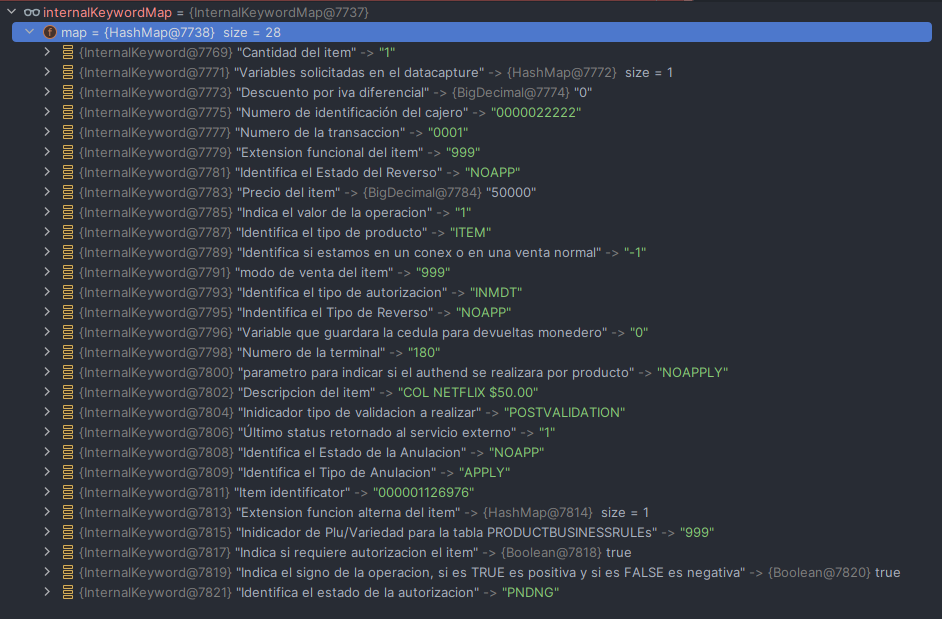 internalKeywordMap = {InternalKeywordMap@7737}
f map = {HashMap@7738} size = 28
{InternalKeyword@7769} "Cantidad del item" -> "1"
{InternalKeyword@7771} "Variables solicitadas en el datacapture" -> {HashMap@7772} size = 1
{InternalKeyword@7773} "Descuento por iva diferencial" -> {BigDecimal@7774} "0"
{InternalKeyword@7775} "Numero de identificación del cajero" -> "0000022222"
{InternalKeyword@7777} "Numero de la transaccion" -> "0001"
{InternalKeyword@7779} "Extension funcional del item" -> "999"
{InternalKeyword@7781} "Identifica el Estado del Reverso" -> "NOAPP"
{InternalKeyword@7783} "Precio del item" -> {BigDecimal@7784} "50000"
{InternalKeyword@7785} "Indica el valor de la operacion" -> "1"
{InternalKeyword@7787} "Identifica el tipo de producto" -> "ITEM"
{InternalKeyword@7789} "Identifica si estamos en un conex o en una venta normal" -> "-1"
{InternalKeyword@7791} "modo de venta del item" -> "999"
{InternalKeyword@7793} "Identifica el tipo de autorizacion" -> "INMDT"
{InternalKeyword@7795} "Indentifica el Tipo de Reverso" -> "NOAPP"
{InternalKeyword@7796} "Variable que guardara la cedula para devueltas monedero" -> "0"
{InternalKeyword@7798} "Numero de la terminal" -> "180"
{InternalKeyword@7800} "parametro para indicar si el authend se realizara por producto" -> "NOAPPLY"
{InternalKeyword@7802} "Descripcion del item" -> "COL NETFLIX $50.00"
{InternalKeyword@7804} "Inidicador tipo de validacion a realizar" -> "POSTVALIDATION"
{InternalKeyword@7806} "Último status retornado al servicio externo" -> "1"
{InternalKeyword@7808} "Identifica el Estado de la Anulacion" -> "NOAPP"
{InternalKeyword@7809} "Identifica el Tipo de Anulacion" -> "APPLY"
{InternalKeyword@7811} "Item identificator" -> "000001126976"
{InternalKeyword@7813} "Extension funcion alterna del item" -> {HashMap@7814} size = 1
{InternalKeyword@7815} "Inidicador de Plu/Variedad para la tabla PRODUCTBUSINESSRULEs" -> "999"
{InternalKeyword@7817} "Indica si requiere autorizacion el item" -> {Boolean@7818} true
{InternalKeyword@7819} "Indica el signo de la operacion, si es TRUE es positiva y si es FALSE es negativa" -> {Boolean@7820} true
{InternalKeyword@7821} "Identifica el estado de la autorizacion" -> "PNDNG"